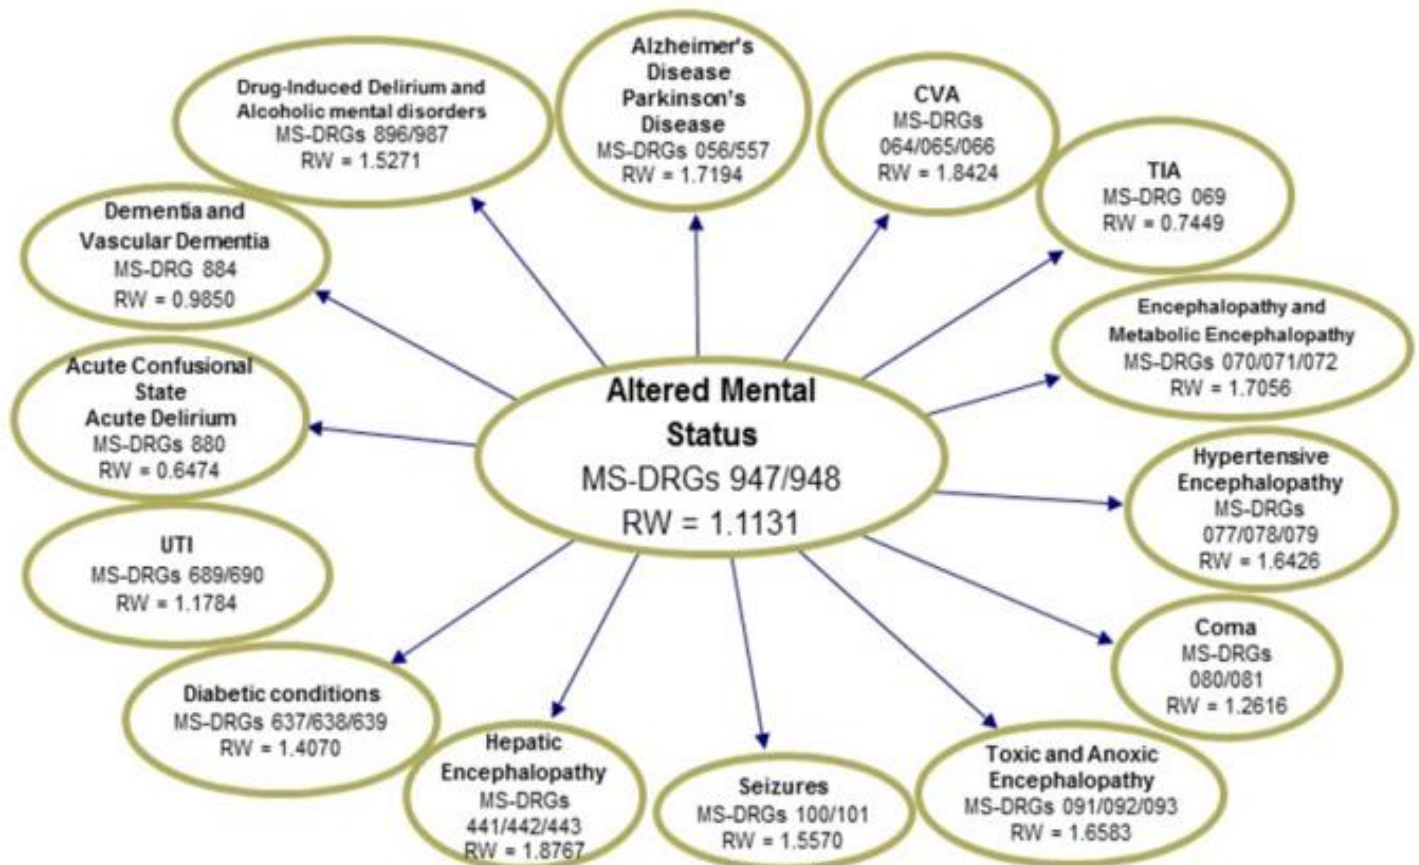 Alzheimer's
Disease
Parkinson's
Disease
MS-DRGs 056/557
RW = 1.7194
CVA
MS-DRGs
064/065/066
RW = 1.8424
TIA
MS-DRG 069
RW = 0.7449
Encephalopathy and
Metabolic Encephalopathy
MS-DRGs 070/071/072
RW = 1.7056
Hypertensive
Encephalopathy
MS-DRGs
077/078/079
RW = 1.6426
Coma
MS-DRGs
080/081
RW = 1.2616
Toxic and Anoxic
Encephalopathy
MS-DRGs 091/092/093
RW = 1.6583
Seizures
MS-DRGs 100/101
RW = 1.5570
Hepatic
Encephalopathy
MS-DRGs
441/442/443
RW = 1.8767
Diabetic conditions
MS-DRGs 637/638/639
RW = 1.4070
UTI
MS-DRGs 689/690
RW = 1.1784
Acute Confusional
State
Acute Delirium
MS-DRGs 880
RW = 0.6474
Dementia and
Vascular Dementia
MS-DRG 884
RW = 0.9850
Drug-Induced Delirium and
Alcoholic mental disorders
MS-DRGs 896/987
RW = 1.5271
Altered Mental
Status
MS-DRGs 947/948
RW = 1.1131